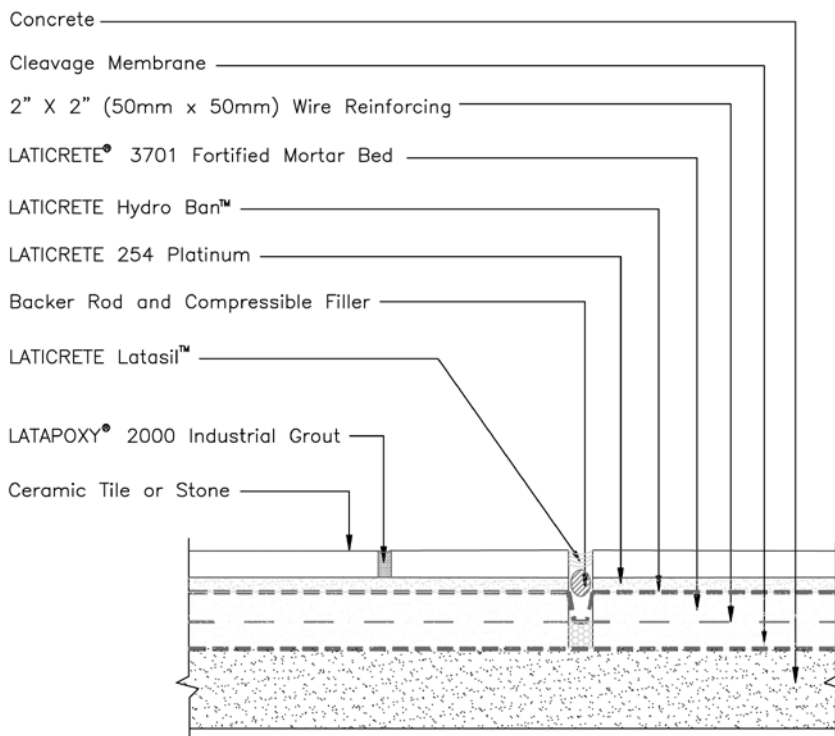 Concrete
Cleavage Membrane
2" X 2" (50mm x 50mm) Wire Reinforcing
LATICRETE® 3701 Fortified Mortar Bed
LATICRETE Hydro Ban™
LATICRETE 254 Platinum
Backer Rod and Compressible Filler
LATICRETE Latasil™
LATAPOXY® 2000 Industrial Grout
Ceramic Tile or Stone